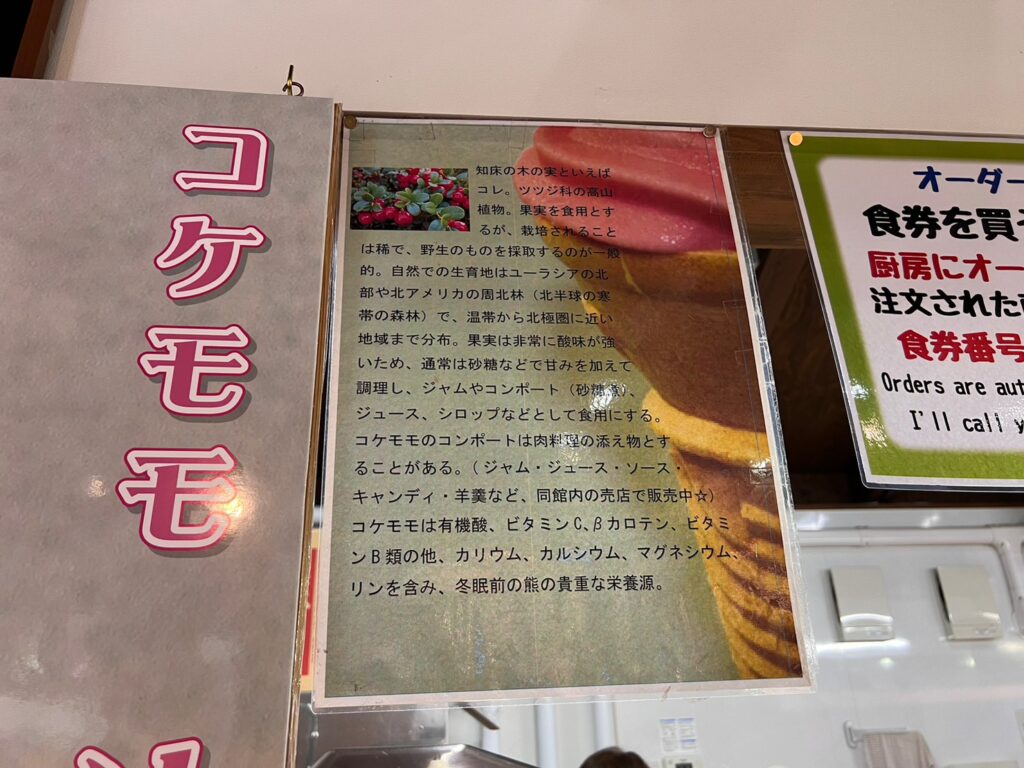 コケモモ
知床の木の実といえば
コレ。ツツジ科の高山
植物。果実を食用とす
るが、栽培されること
は稀で、野生のものを採取するのが一般
的。自然での生育地はユーラシアの北
部や北アメリカの周北林（北半球の寒
帯の森林）で、温帯から北極圏に近い
地域まで分布。果実は非常に酸味が強
いため、通常は砂糖などで甘みを加えて
調理し、ジャムやコンポート（砂糖煮）、
ジュース、シロップなどとして食用にする。
コケモモのコンポートは肉料理の添え物とす
ることがある。（ジャム・ジュース・ソース・
キャンディ・羊羹など、同館内の売店で販売中☆）
コケモモは有機酸、ビタミンC、βカロテン、ビタミ
ンB類の他、カリウム、カルシウム、マグネシウム、
リンを含み、冬眠前の熊の貴重な栄養源。
オーダー
食券を買
厨房にオー
注文された
食券番号
Orders are aut
I'll call y